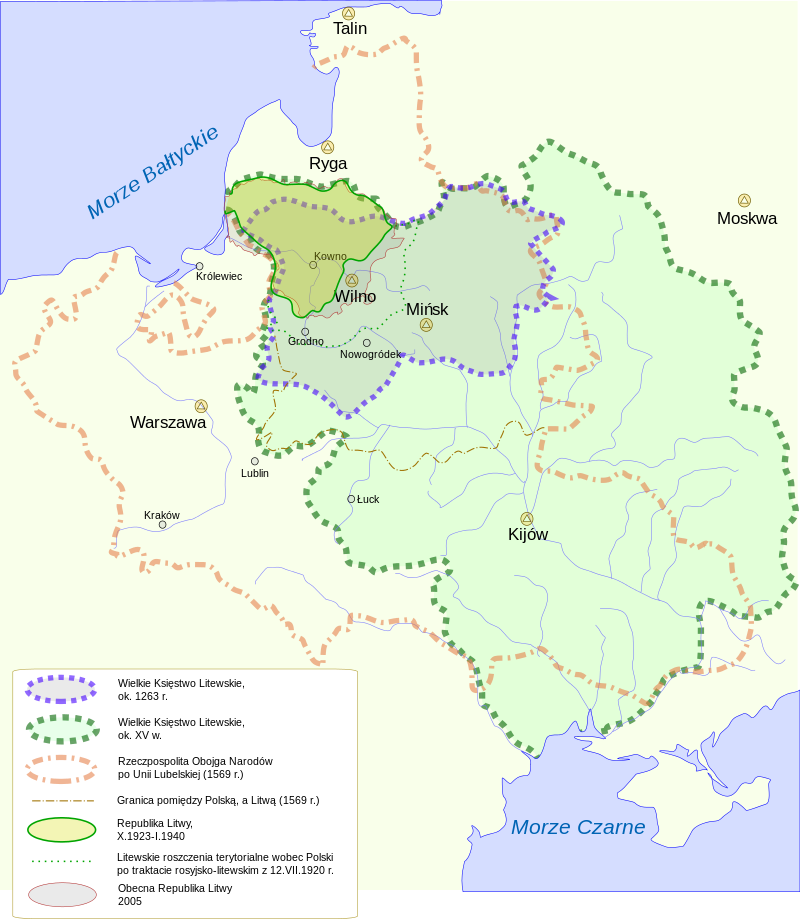 Talin
Morze Bałtyckie
Ryga
Moskwa
Kowno
Królewiec
Wilno
Mińsk
Grodno
Nowogródek
Warszawa
Lublin
Łuck
Kraków
Kijów
Morze Czarne
Wielkie Księstwo Litewskie,
ok. 1263 r.
Wielkie Księstwo Litewskie,
ok. XV w.
Rzeczpospolita Obojga Narodów
po Unii Lubelskiej (1569 r.)
Granica pomiędzy Polską, a Litwą (1569 r.)
Republika Litwy,
X.1923-I.1940
Litewskie roszczenia terytorialne wobec Polski
po traktacie rosyjsko-litewskim z 12.VII.1920 r.
Obecna Republika Litwy
2005